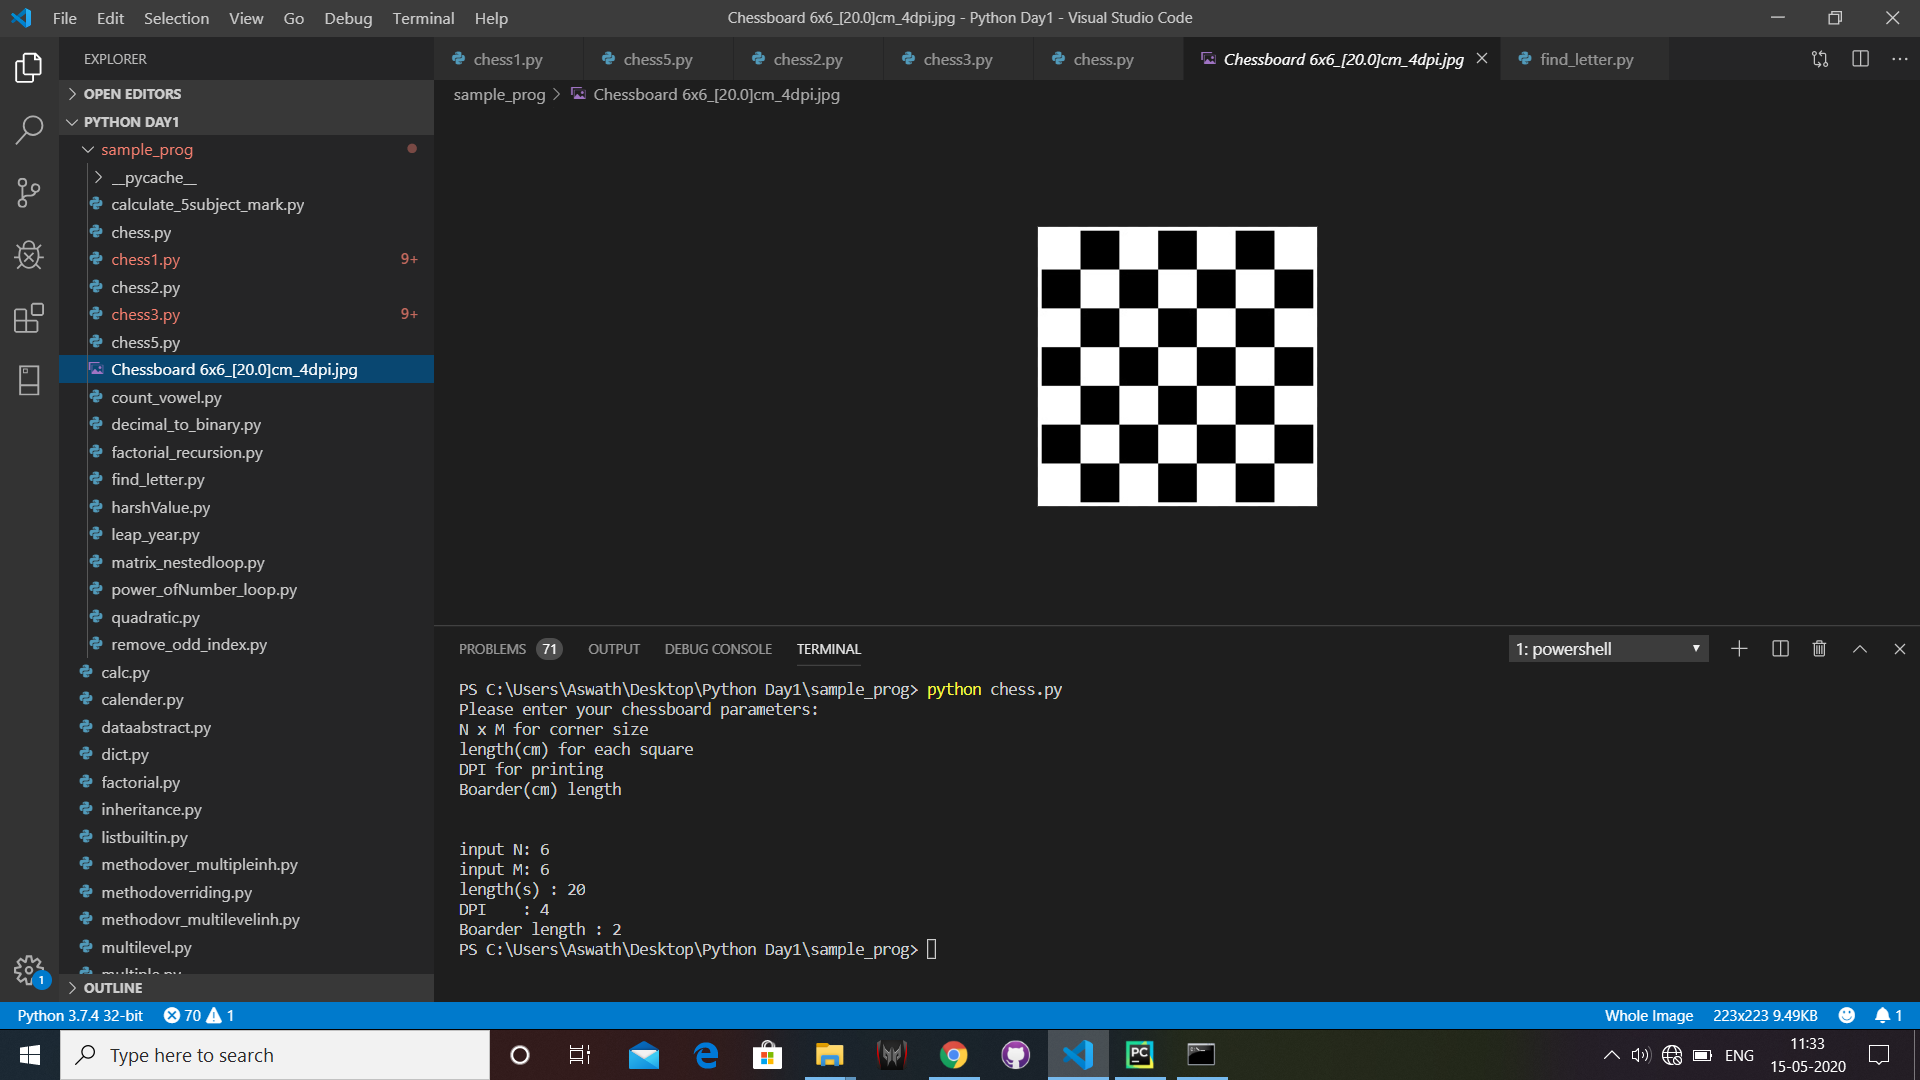 File Edit Selection View Go Debug Terminal Help
Chessboard 6x6_[20.0]cm_4dpi.jpg - Python Day1 - Visual Studio Code
EXPLORER
OPEN EDITORS
PYTHON DAY1
sample_prog
__pycache__
calculate_5subject_mark.py
chess.py
chess1.py 9+
chess2.py
chess3.py 9+
chess5.py
Chessboard 6x6_[20.0]cm_4dpi.jpg
count_vowel.py
decimal_to_binary.py
factorial_recursion.py
find_letter.py
harshValue.py
leap_year.py
matrix_nestedloop.py
power_ofNumber_loop.py
quadratic.py
remove_odd_index.py
calc.py
calender.py
dataabstract.py
dict.py
factorial.py
inheritance.py
listbuiltin.py
methodover_multipleinh.py
methodoverriding.py
methodovr_multilevelinh.py
multilevel.py
multiple.py
OUTLINE
1
chess1.py chess5.py chess2.py chess3.py chess.py Chessboard 6x6_[20.0]cm_4dpi.jpg find_letter.py
sample_prog > Chessboard 6x6_[20.0]cm_4dpi.jpg
PROBLEMS 71 OUTPUT DEBUG CONSOLE TERMINAL
1: powershell
PS C:\Users\Aswath\Desktop\Python Day1\sample_prog> python chess.py
Please enter your chessboard parameters:
N x M for corner size
length(cm) for each square
DPI for printing
Boarder(cm) length
input N: 6
input M: 6
length(s) : 20
DPI    : 4
Boarder length : 2
PS C:\Users\Aswath\Desktop\Python Day1\sample_prog>
Python 3.7.4 32-bit 70 1
Whole Image 223x223 9.49KB 1
Type here to search
PC
ENG
11:33
15-05-2020